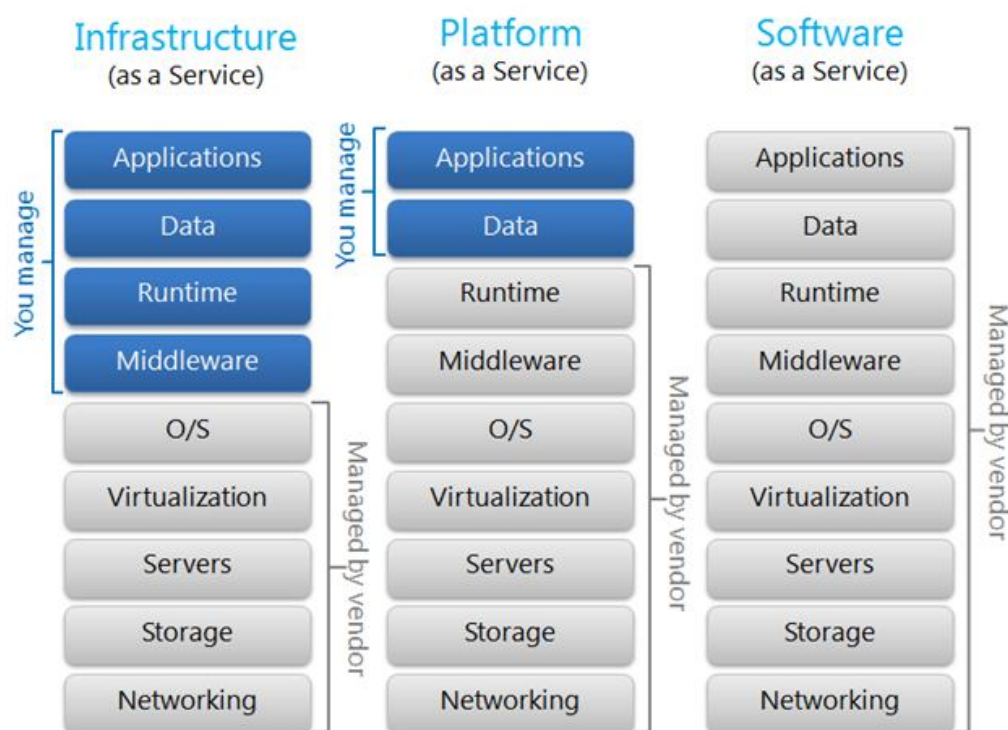 Infrastructure
(as a Service)
You manage
Applications
Data
Runtime
Middleware
O/S
Virtualization
Servers
Storage
Networking
Managed by vendor
Platform
(as a Service)
You manage
Applications
Data
Runtime
Middleware
O/S
Virtualization
Servers
Storage
Networking
Managed by vendor
Software
(as a Service)
Applications
Data
Runtime
Middleware
O/S
Virtualization
Servers
Storage
Networking
Managed by vendor